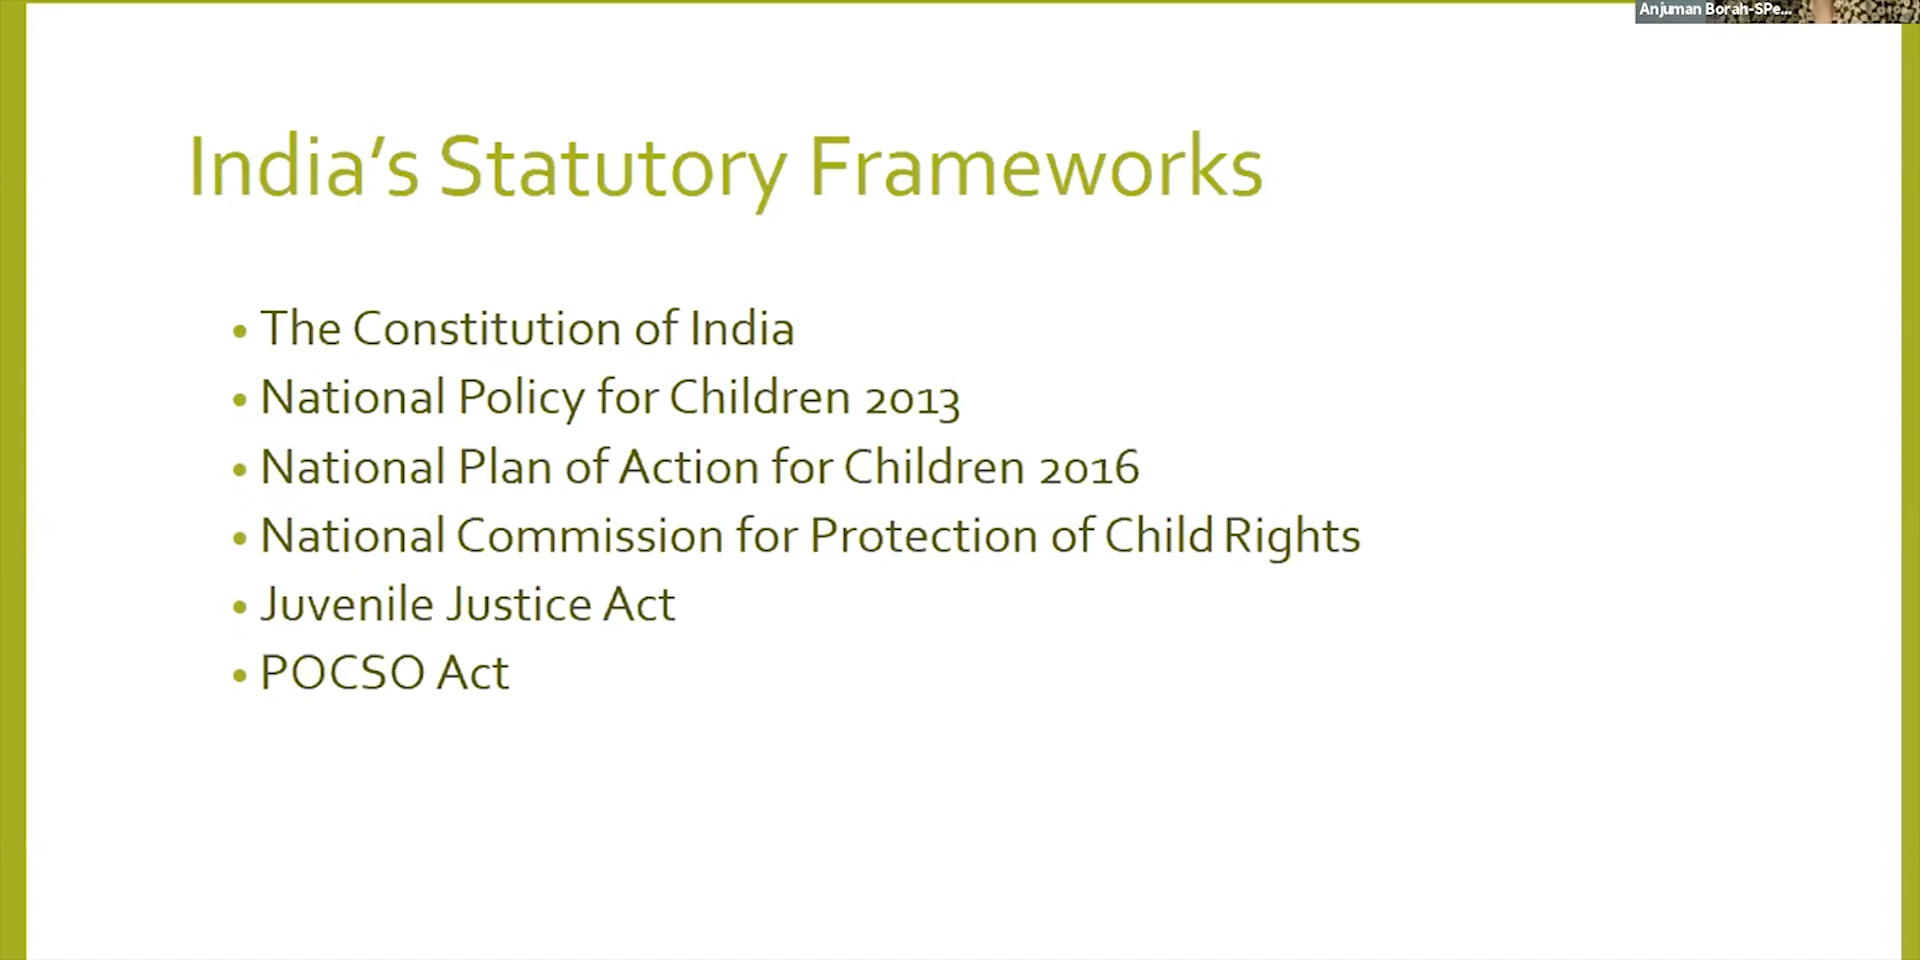 Anjuman Borah-SPe...
India’s Statutory Frameworks
• The Constitution of India
• National Policy for Children 2013
• National Plan of Action for Children 2016
• National Commission for Protection of Child Rights
• Juvenile Justice Act
• POCSO Act